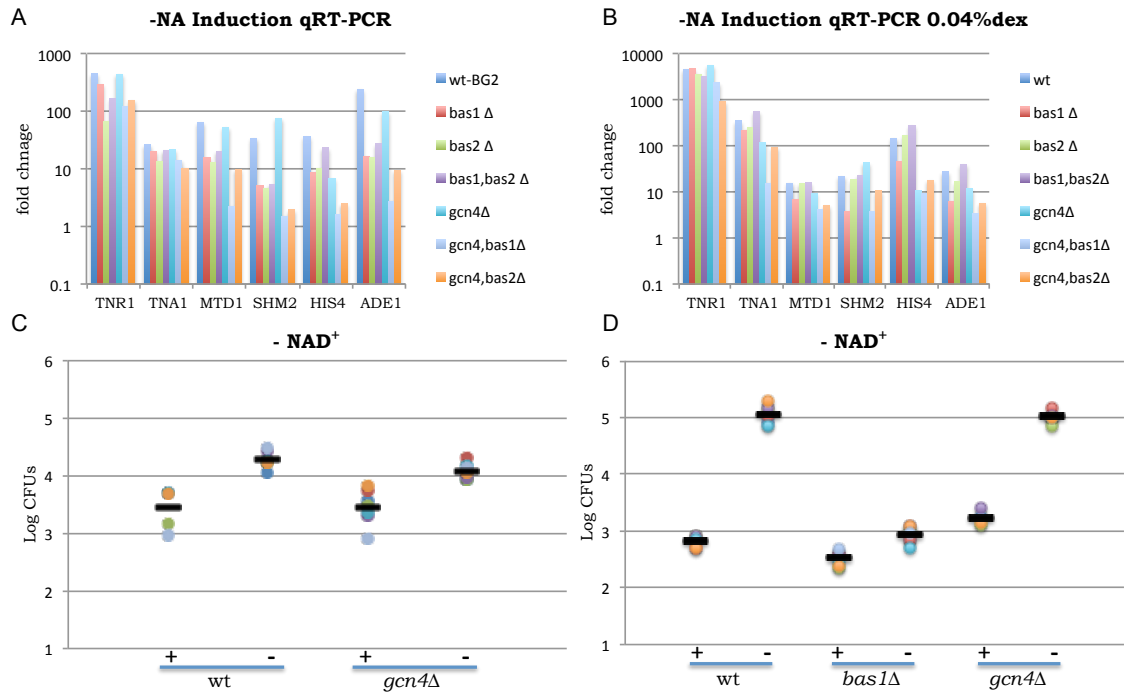 A
-NA Induction qRT-PCR
fold chnage
1000
100
10
1
0.1
TNR1 TNA1 MTD1 SHM2 HIS4 ADE1
wt-BG2
bas1 Δ
bas2 Δ
bas1,bas2 Δ
gcn4Δ
gcn4,bas1Δ
gcn4,bas2Δ
B
-NA Induction qRT-PCR 0.04%dex
fold change
10000
1000
100
10
1
0.1
TNR1 TNA1 MTD1 SHM2 HIS4 ADE1
wt
bas1 Δ
bas2 Δ
bas1,bas2Δ
gcn4Δ
gcn4,bas1Δ
gcn4,bas2Δ
C
- NAD⁺
Log CFUs
6
5
4
3
2
1
+ - + -
wt gcn4Δ
D
- NAD⁺
Log CFUs
6
5
4
3
2
1
+ - + - + -
wt bas1Δ gcn4Δ